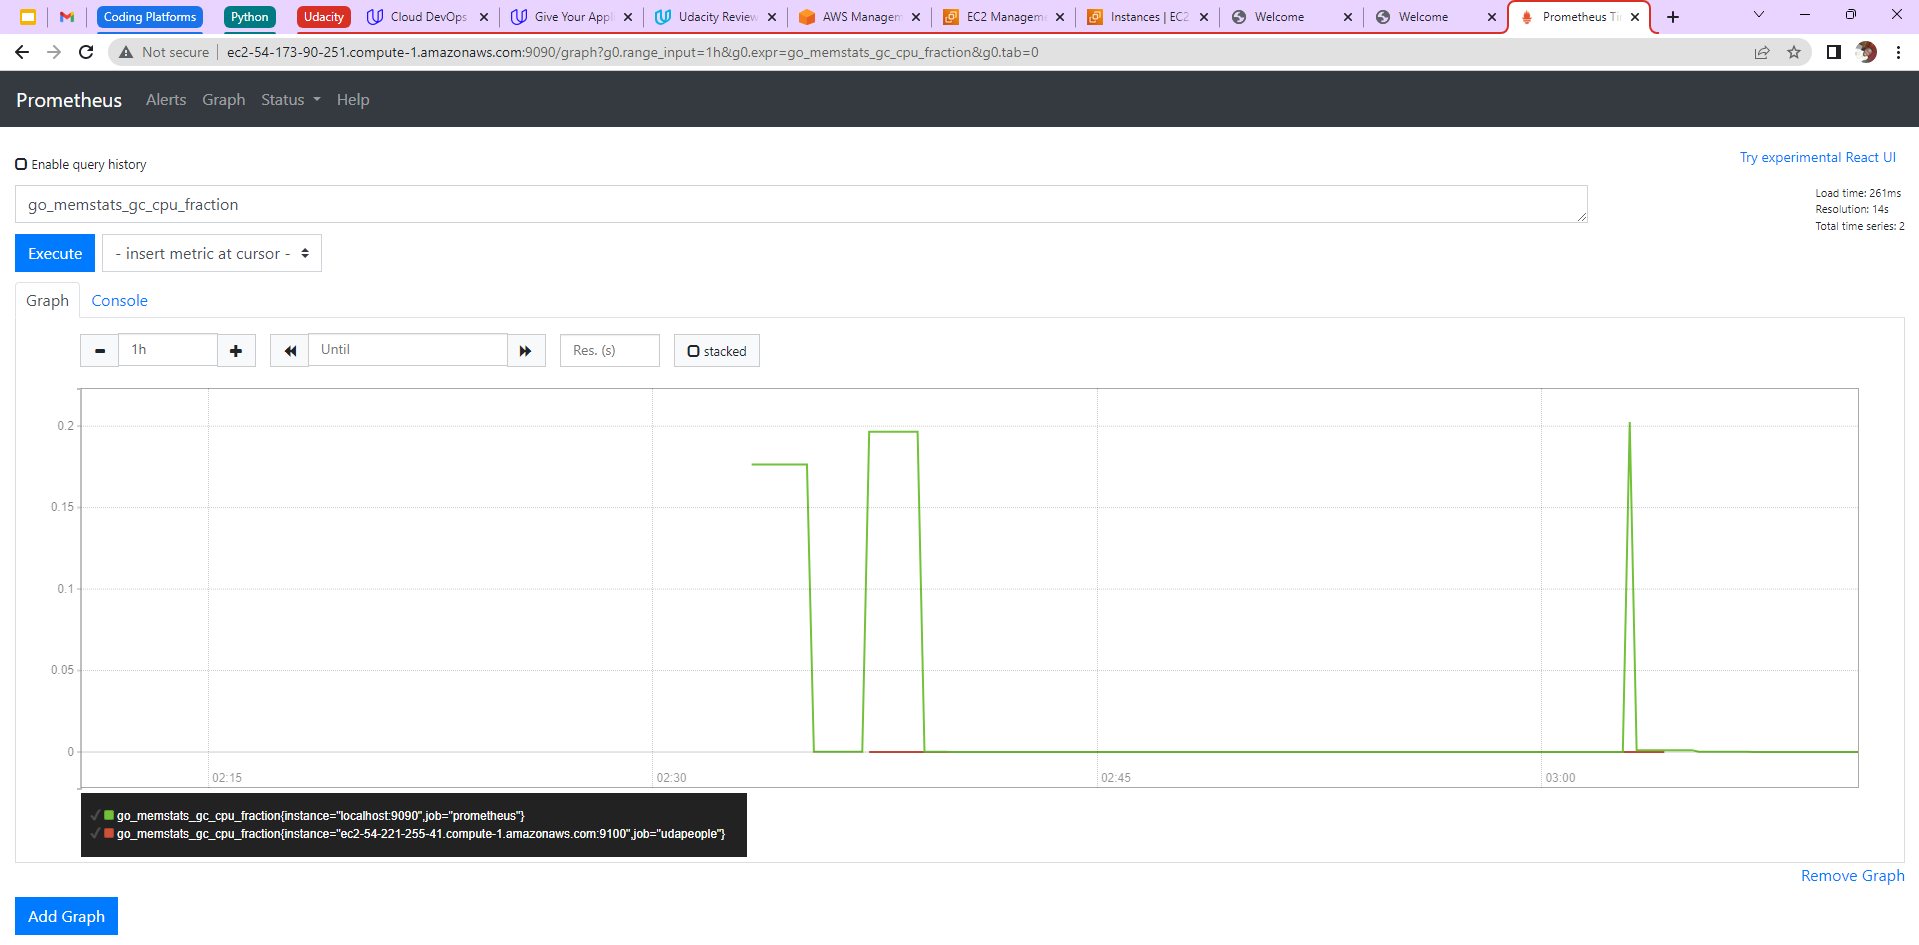 Coding Platforms Python Udacity Cloud DevOps Give Your Appli Udacity Review AWS Managem EC2 Manageme Instances | EC2 Welcome Welcome Prometheus Ti
Not secure ec2-54-173-90-251.compute-1.amazonaws.com:9090/graph?g0.range_input=1h&g0.expr=go_memstats_gc_cpu_fraction&g0.tab=0
Prometheus Alerts Graph Status Help
Enable query history
Try experimental React UI
go_memstats_gc_cpu_fraction
Load time: 261ms
Resolution: 14s
Total time series: 2
Execute - insert metric at cursor -
Graph Console
1h Until Res. (s) stacked
0.2
0.15
0.1
0.05
0
02:15 02:30 02:45 03:00
go_memstats_gc_cpu_fraction{instance="localhost:9090",job="prometheus"}
go_memstats_gc_cpu_fraction{instance="ec2-54-221-255-41.compute-1.amazonaws.com:9100",job="udapeople"}
Remove Graph
Add Graph